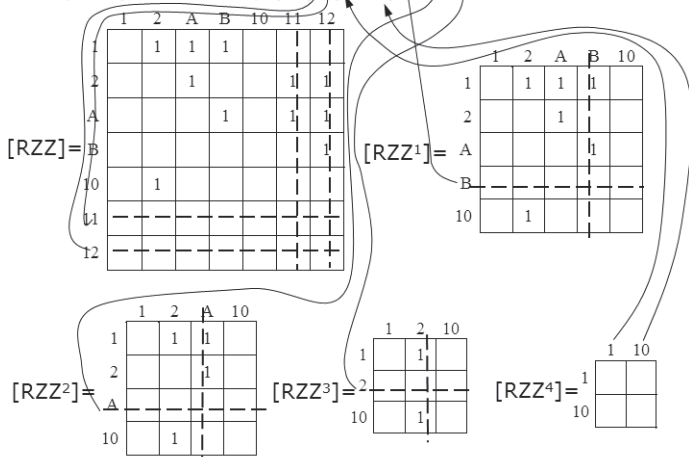 1 2 A B 10 11 12
1 1 1 1
2 1 1 1
A 1 1 1
[RZZ]= B 1
10 1
11
12
1 2 A B 10
1 1 1 1 1
2 1
[RZZ¹]= A 1
B
10 1
1 2 A 10
1 1 1
2 1
[RZZ²]= A
10 1
1 2 10
1 1
[RZZ³]= 2
10 1
1 10
[RZZ⁴]= 1
10